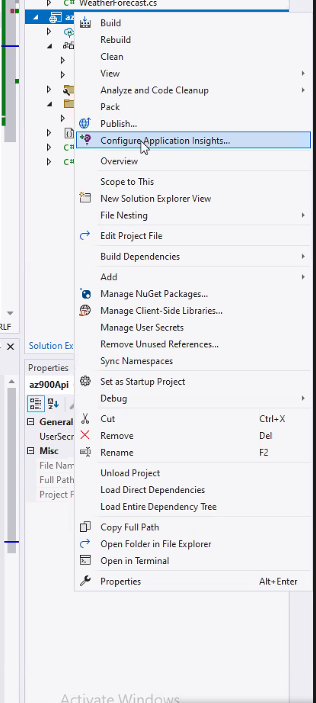 WeatherForecast.cs
az
Build
Rebuild
Clean
View
Analyze and Code Cleanup
Pack
Publish...
Configure Application Insights...
Overview
Scope to This
New Solution Explorer View
File Nesting
Edit Project File
Build Dependencies
Add
Manage NuGet Packages...
Manage Client-Side Libraries...
Manage User Secrets
Remove Unused References...
Sync Namespaces
Set as Startup Project
Debug
Cut Ctrl+X
Remove Del
Rename F2
Unload Project
Load Direct Dependencies
Load Entire Dependency Tree
Copy Full Path
Open Folder in File Explorer
Open in Terminal
Properties Alt+Enter
RLF
Solution Ex
Properties
az900Api
General
UserSec
Misc
File Nam
Full Path
Project F
Activate Windows